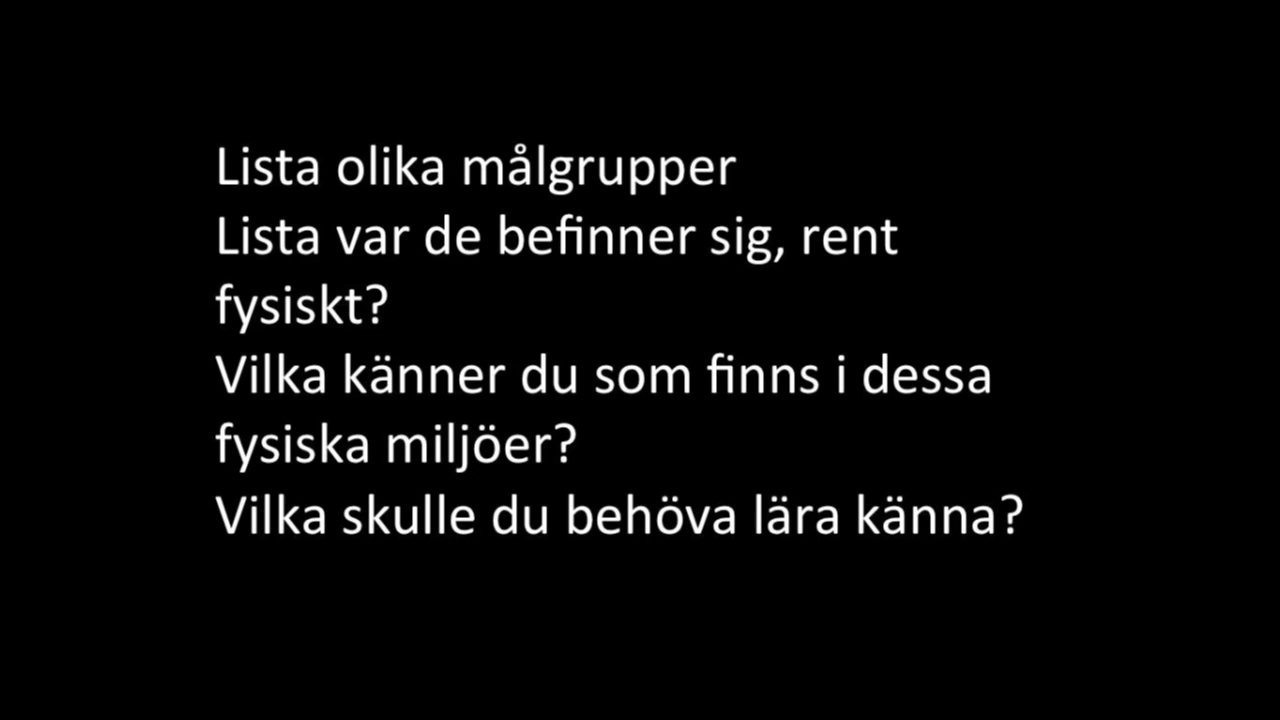 Lista olika målgrupper
Lista var de befinner sig, rent
fysiskt?
Vilka känner du som finns i dessa
fysiska miljöer?
Vilka skulle du behöva lära känna?